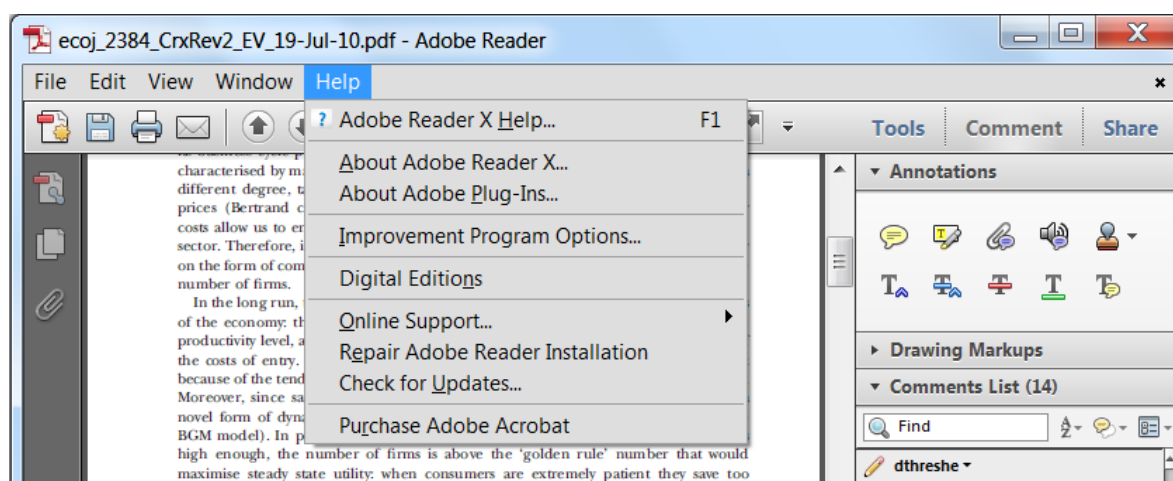 ecoj_2384_CrxRev2_EV_19-Jul-10.pdf - Adobe Reader
File Edit View Window Help
Adobe Reader X Help... F1
About Adobe Reader X...
About Adobe Plug-Ins...
Improvement Program Options...
Digital Editions
Online Support...
Repair Adobe Reader Installation
Check for Updates...
Purchase Adobe Acrobat
Tools Comment Share
Annotations
Drawing Markups
Comments List (14)
Find
dthreshe
characterised by
different degree,
prices (Bertrand
costs allow us to
sector. Therefore,
on the form of
number of firms.
In the long run,
of the economy:
productivity level,
the costs of entry.
because of the
Moreover, since
novel form of
BGM model). In
high enough, the number of firms is above the ‘golden rule’ number that would
maximise steady state utility: when consumers are extremely patient they save too